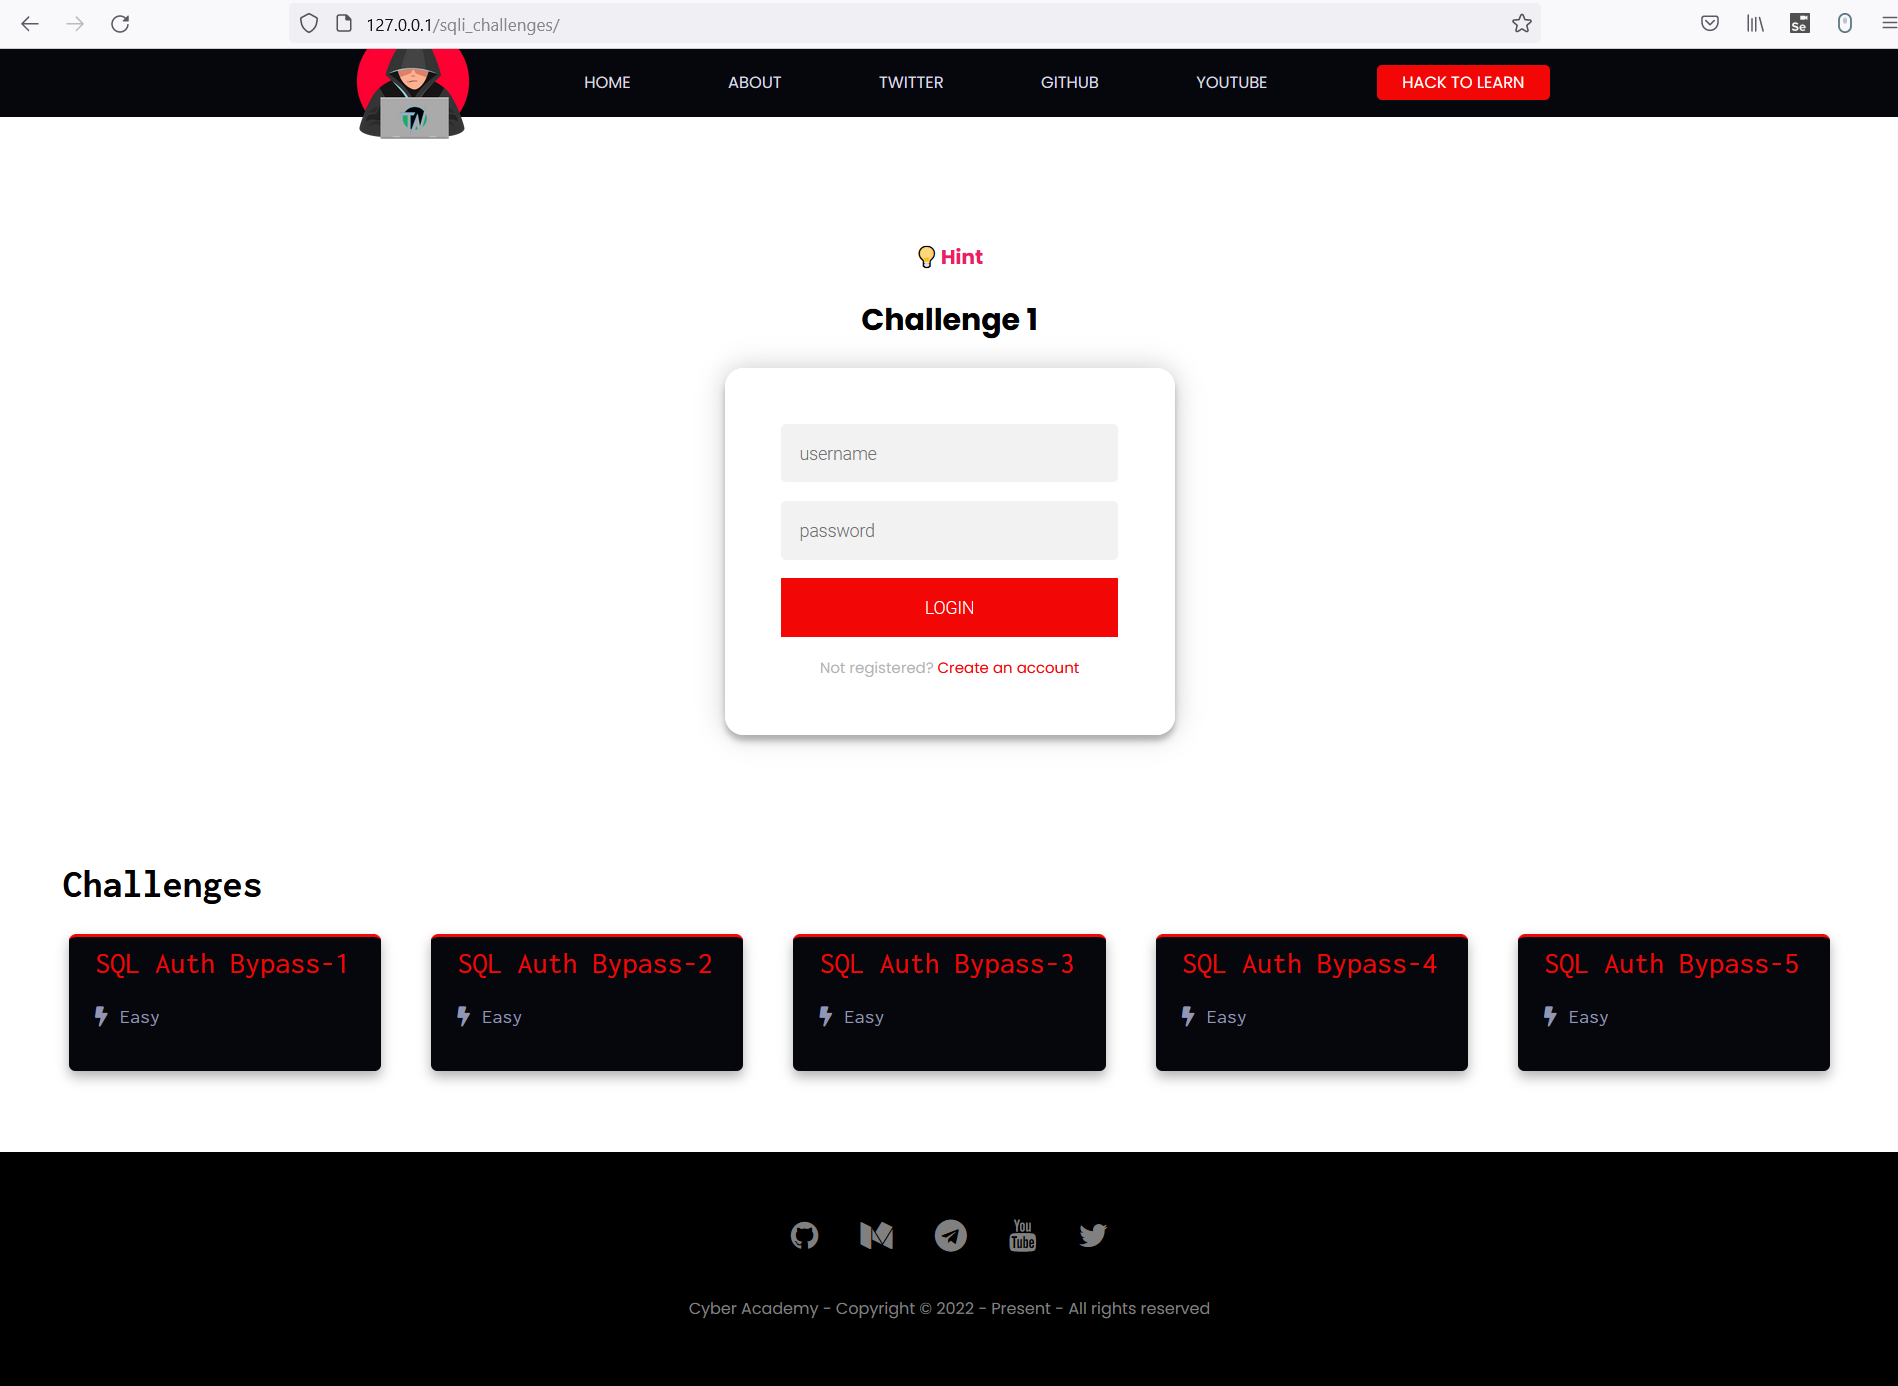 127.0.0.1/sqli_challenges/
Se
HOME ABOUT TWITTER GITHUB YOUTUBE HACK TO LEARN
Hint
Challenge 1
username
password
LOGIN
Not registered? Create an account
Challenges
SQL Auth Bypass-1 SQL Auth Bypass-2 SQL Auth Bypass-3 SQL Auth Bypass-4 SQL Auth Bypass-5
Easy Easy Easy Easy Easy
You
Tube
Cyber Academy - Copyright © 2022 - Present - All rights reserved